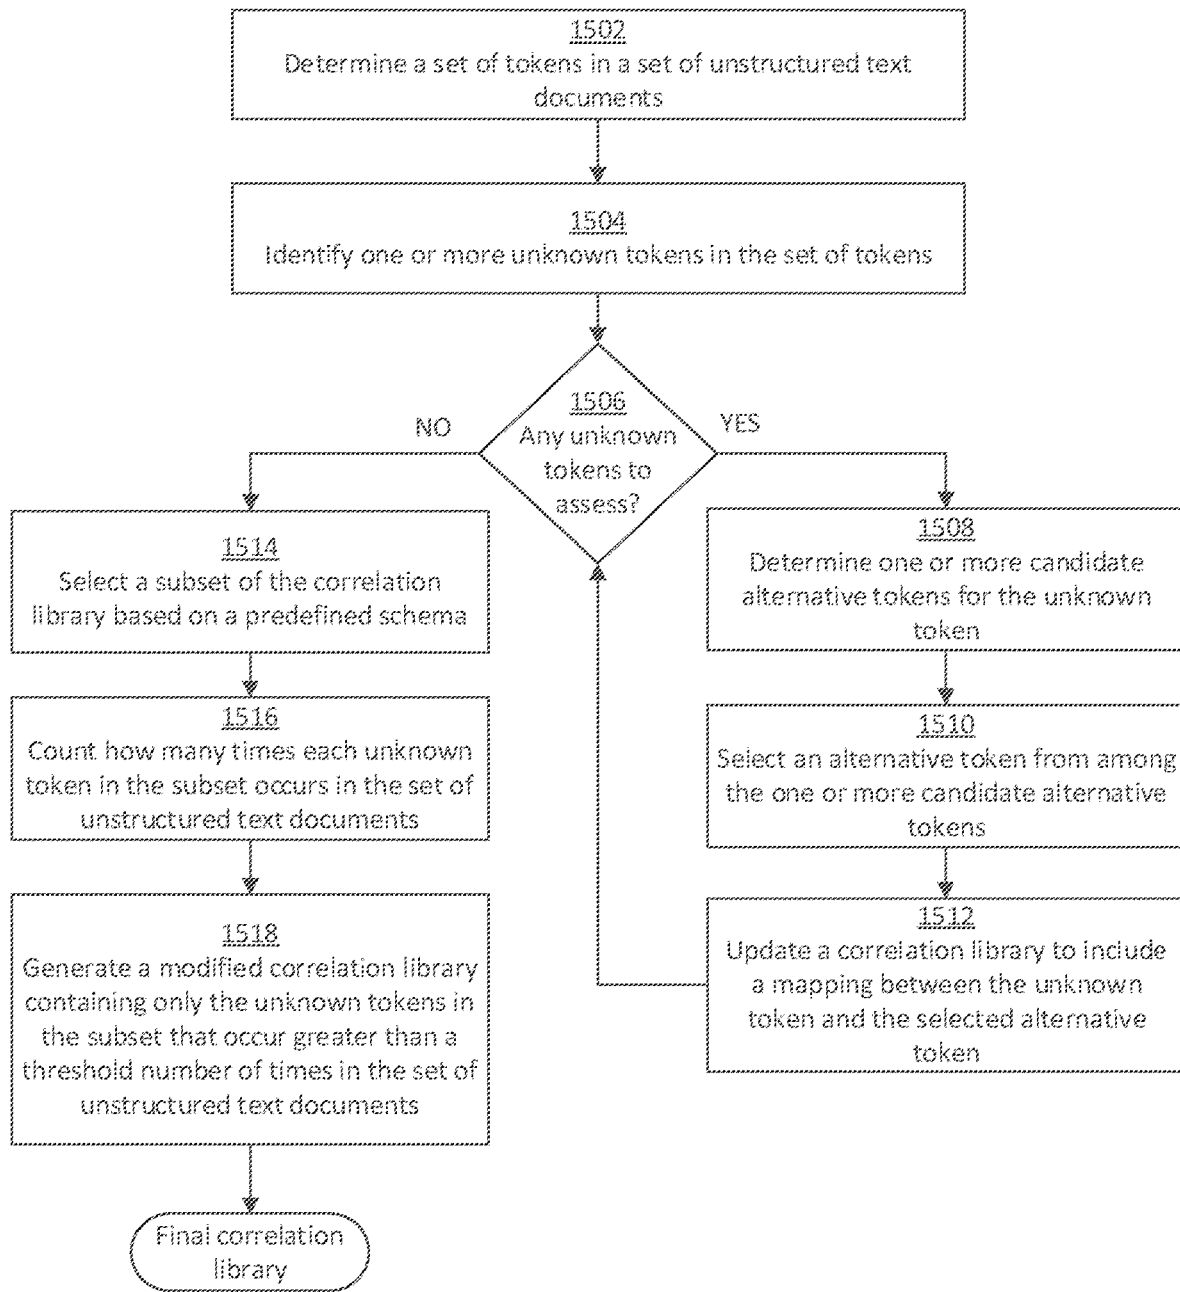 1502
Determine a set of tokens in a set of unstructured text
documents
1504
Identify one or more unknown tokens in the set of tokens
1506
Any unknown
tokens to
assess?
NO
YES
1514
Select a subset of the correlation
library based on a predefined schema
1516
Count how many times each unknown
token in the subset occurs in the set of
unstructured text documents
1518
Generate a modified correlation library
containing only the unknown tokens in
the subset that occur greater than a
threshold number of times in the set of
unstructured text documents
Final correlation
library
1508
Determine one or more candidate
alternative tokens for the unknown
token
1510
Select an alternative token from among
the one or more candidate alternative
tokens
1512
Update a correlation library to include
a mapping between the unknown
token and the selected alternative
token